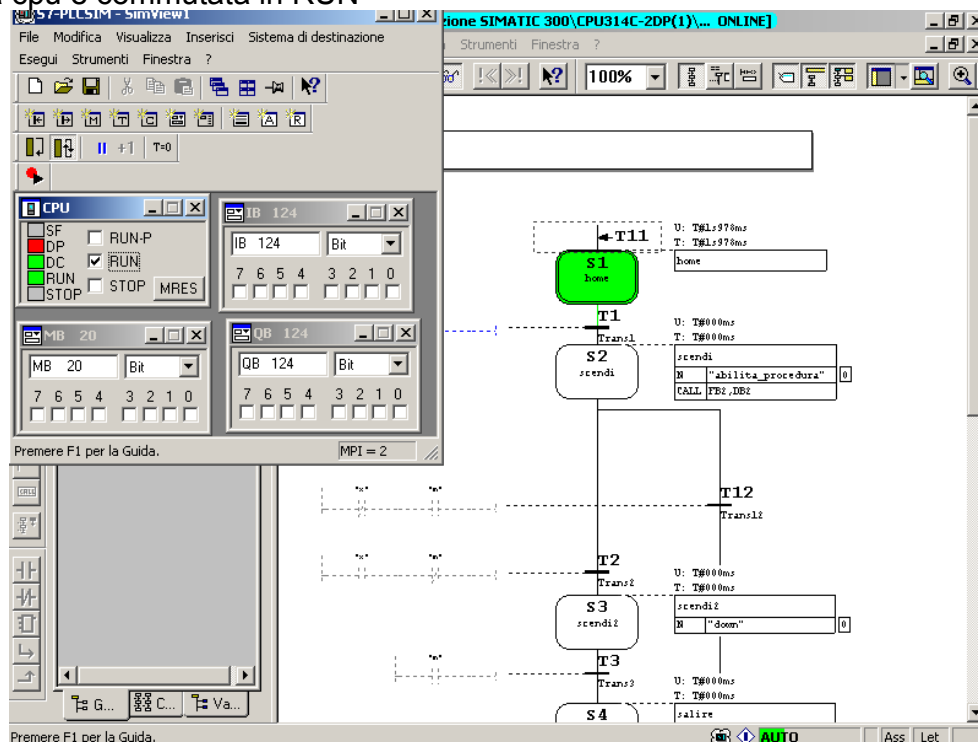 cpu è commutata in RUN
S7-PLCSIM - SimView1
File Modifica Visualizza Inserisci Sistema di destinazione
Esegui Strumenti Finestra ?
+1 T=0
CPU
SF
DP
DC
RUN
STOP
RUN-P
RUN
STOP
MRES
IB 124
IB 124 Bit
7 6 5 4 3 2 1 0
MB 20
MB 20 Bit
7 6 5 4 3 2 1 0
QB 124
QB 124 Bit
7 6 5 4 3 2 1 0
Premere F1 per la Guida. MPI = 2
zione SIMATIC 300\CPU314C-2DP(1)\... ONLINE]
Strumenti Finestra ?
100%
T11
U: T#1s978ms
T: T#1s978ms
S1
home
home
T1
Trans1
U: T#000ms
T: T#000ms
S2
scendi
scendi
N "abilita_procedura" 0
CALL FB2,DB2
"x" "m"
T12
Trans12
"x" "m"
T2
Trans2
U: T#000ms
T: T#000ms
S3
scendi2
scendi2
N "down" 0
"m"
T3
Trans3
U: T#000ms
T: T#000ms
S4
salire
CALL
G... C... Va...
Premere F1 per la Guida. AUTO Ass Let